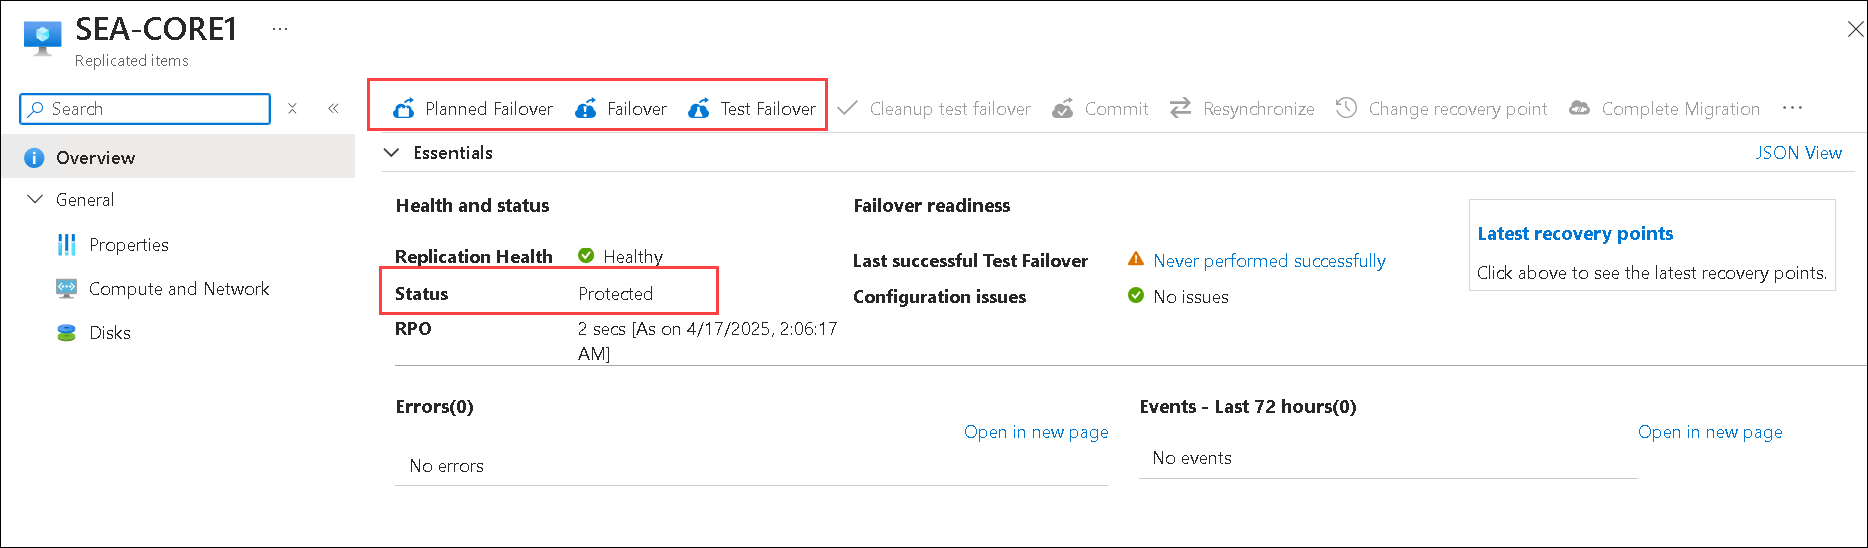 SEA-CORE1 ...
Replicated items
Search
Planned Failover Failover Test Failover Cleanup test failover Commit Resynchronize Change recovery point Complete Migration ...
Overview
General
Properties
Compute and Network
Disks
Essentials
JSON View
Health and status
Replication Health Healthy
Status Protected
RPO 2 secs [As on 4/17/2025, 2:06:17
AM]
Failover readiness
Last successful Test Failover Never performed successfully
Configuration issues No issues
Latest recovery points
Click above to see the latest recovery points.
Errors(0)
Open in new page
No errors
Events - Last 72 hours(0)
Open in new page
No events